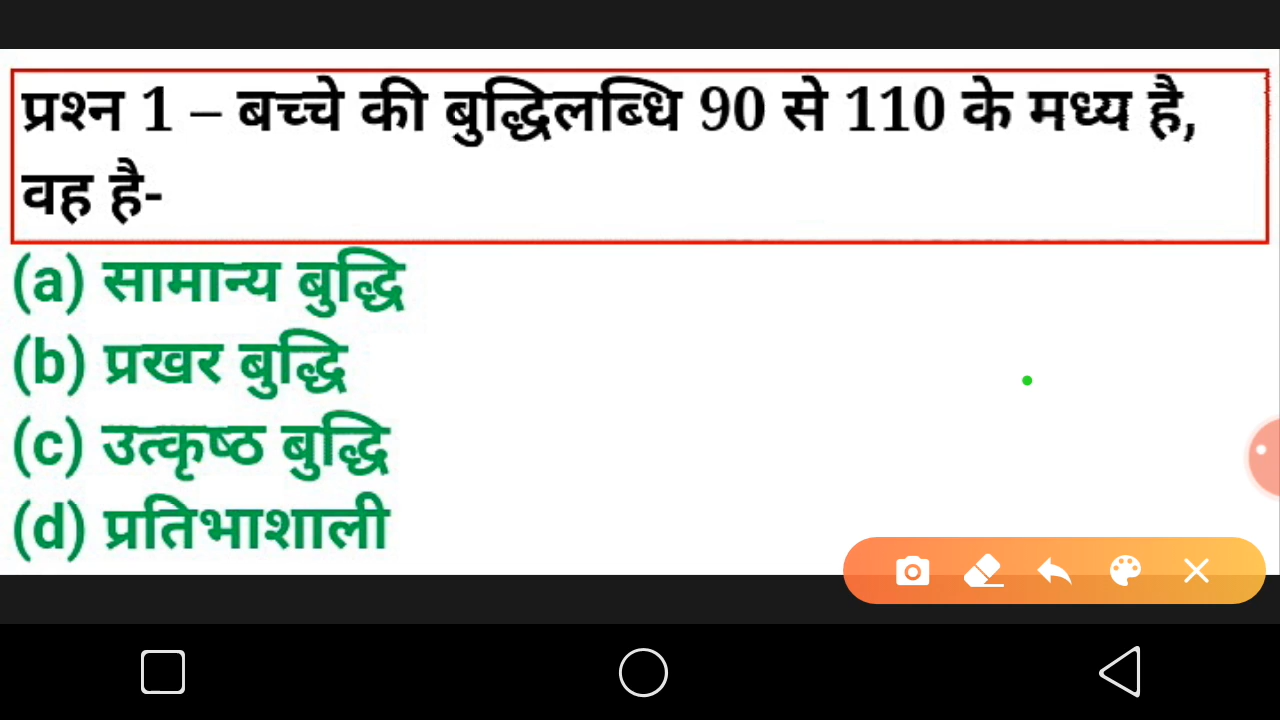 प्रश्न 1 – बच्चे की बुद्धिलब्धि 90 से 110 के मध्य है,
वह है-
(a) सामान्य बुद्धि
(b) प्रखर बुद्धि
(c) उत्कृष्ठ बुद्धि
(d) प्रतिभाशाली